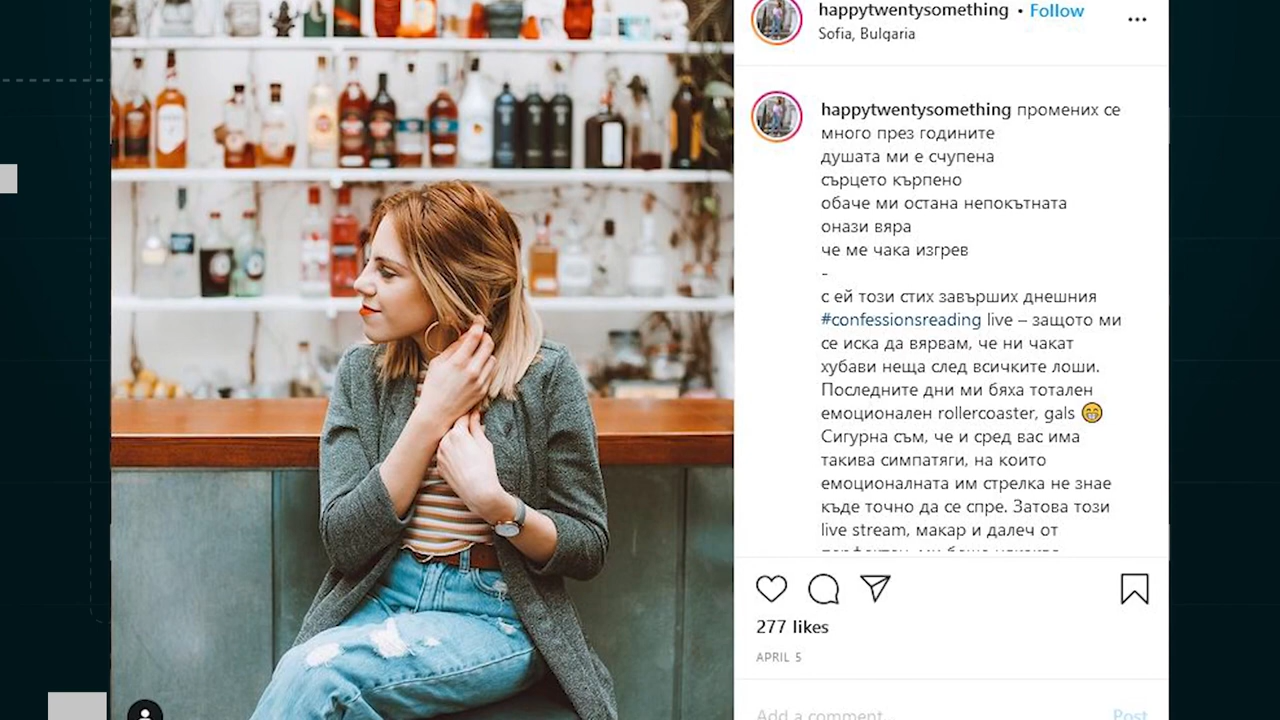 happytwentysomething • Follow
Sofia, Bulgaria
happytwentysomething промених се
много през годините
душата ми е счупена
сърцето кърпено
обаче ми остана непокътната
онази вяра
че ме чака изгрев
-
с ей този стих завърших днешния
#confessionsreading live – защото ми
се иска да вярвам, че ни чакат
хубави неща след всичките лоши.
Последните дни ми бяха тотален
емоционален rollercoaster, gals 😁
Сигурна съм, че и сред вас има
такива симпатяги, на които
емоционалната им стрелка не знае
къде точно да се спре. Затова този
live stream, макар и далеч от
277 likes
APRIL 5
Add a comment...
Post